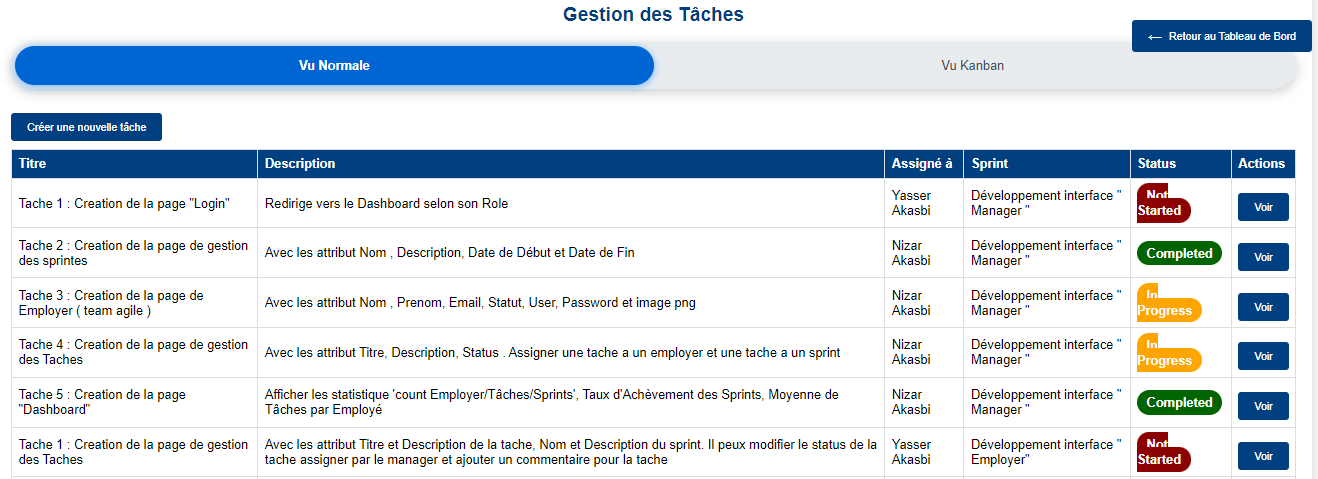 Gestion des Tâches
← Retour au Tableau de Bord
Vu Normale
Vu Kanban
Créer une nouvelle tâche
Titre
Description
Assigné à
Sprint
Status
Actions
Tache 1 : Creation de la page "Login"
Redirige vers le Dashboard selon son Role
Yasser
Akasbi
Développement interface "
Manager "
Not
Started
Voir
Tache 2 : Creation de la page de gestion
des sprintes
Avec les attribut Nom , Description, Date de Début et Date de Fin
Nizar
Akasbi
Développement interface "
Manager "
Completed
Voir
Tache 3 : Creation de la page de
Employer ( team agile )
Avec les attribut Nom , Prenom, Email, Statut, User, Password et image png
Nizar
Akasbi
Développement interface "
Manager "
In
Progress
Voir
Tache 4 : Creation de la page de gestion
des Taches
Avec les attribut Titre, Description, Status . Assigner une tache a un employer et une tache a un sprint
Nizar
Akasbi
Développement interface "
Manager "
In
Progress
Voir
Tache 5 : Creation de la page
"Dashboard"
Afficher les statistique 'count Employer/Tâches/Sprints', Taux d'Achèvement des Sprints, Moyenne de
Tâches par Employé
Nizar
Akasbi
Développement interface "
Manager "
Completed
Voir
Tache 1 : Creation de la page de gestion
des Taches
Avec les attribut Titre et Description de la tache, Nom et Description du sprint. Il peux modifier le status de la
tache assigner par le manager et ajouter un commentaire pour la tache
Yasser
Akasbi
Développement interface "
Employer"
Not
Started
Voir